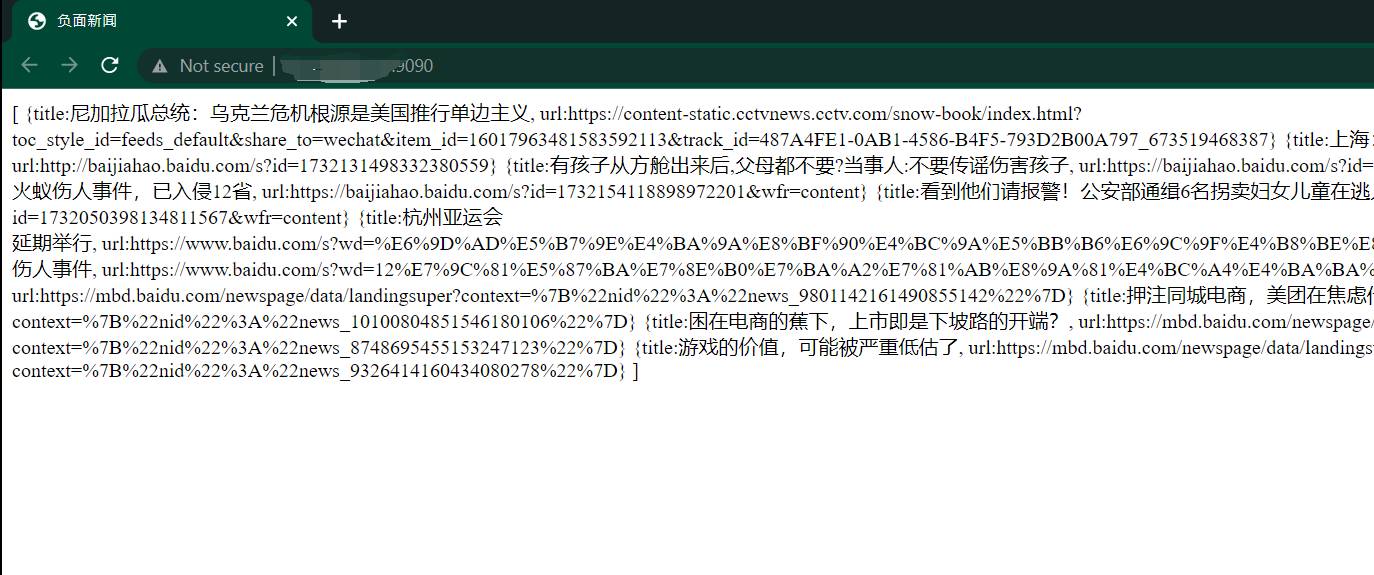 负面新闻
Not secure
9090
[ {title:尼加拉瓜总统：乌克兰危机根源是美国推行单边主义, url:https://content-static.cctvnews.cctv.com/snow-book/index.html?
toc_style_id=feeds_default&share_to=wechat&item_id=16017963481583592113&track_id=487A4FE1-0AB1-4586-B4F5-793D2B00A797_673519468387} {title:上海：
url:http://baijiahao.baidu.com/s?id=1732131498332380559} {title:有孩子从方舱出来后,父母都不要?当事人:不要传谣伤害孩子, url:https://baijiahao.baidu.com/s?id=
火蚁伤人事件，已入侵12省, url:https://baijiahao.baidu.com/s?id=1732154118898972201&wfr=content} {title:看到他们请报警！公安部通缉6名拐卖妇女儿童在逃
id=1732050398134811567&wfr=content} {title:杭州亚运会
延期举行, url:https://www.baidu.com/s?wd=%E6%9D%AD%E5%B7%9E%E4%BA%9A%E8%BF%90%E4%BC%9A%E5%BB%B6%E6%9C%9F%E4%B8%BE%E8
伤人事件, url:https://www.baidu.com/s?wd=12%E7%9C%81%E5%87%BA%E7%8E%B0%E7%BA%A2%E7%81%AB%E8%9A%81%E4%BC%A4%E4%BA%BA%
url:https://mbd.baidu.com/newspage/data/landingsuper?context=%7B%22nid%22%3A%22news_9801142161490855142%22%7D} {title:押注同城电商，美团在焦虑
context=%7B%22nid%22%3A%22news_10100804851546180106%22%7D} {title:困在电商的蕉下，上市即是下坡路的开端？, url:https://mbd.baidu.com/newspage/
context=%7B%22nid%22%3A%22news_8748695455153247123%22%7D} {title:游戏的价值，可能被严重低估了, url:https://mbd.baidu.com/newspage/data/landings
context=%7B%22nid%22%3A%22news_9326414160434080278%22%7D} ]